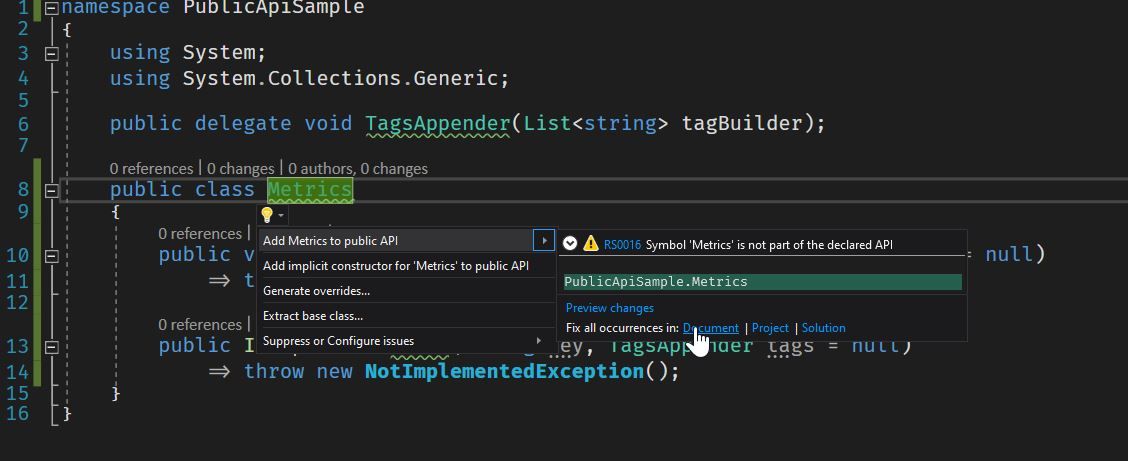 1 namespace PublicApiSample
2 {
3 using System;
4 using System.Collections.Generic;
5
6 public delegate void TagsAppender(List<string> tagBuilder);
7
0 references | 0 changes | 0 authors, 0 changes
8 public class Metrics
9 {
0 references |
10 public v = null)
11 => t
12
0 references |
13 public I ey, TagsAppender tags = null)
14 => throw new NotImplementedException();
15 }
16 }
Add Metrics to public API
Add implicit constructor for 'Metrics' to public API
Generate overrides...
Extract base class...
Suppress or Configure issues
RS0016 Symbol 'Metrics' is not part of the declared API
PublicApiSample.Metrics
Preview changes
Fix all occurrences in: Document | Project | Solution